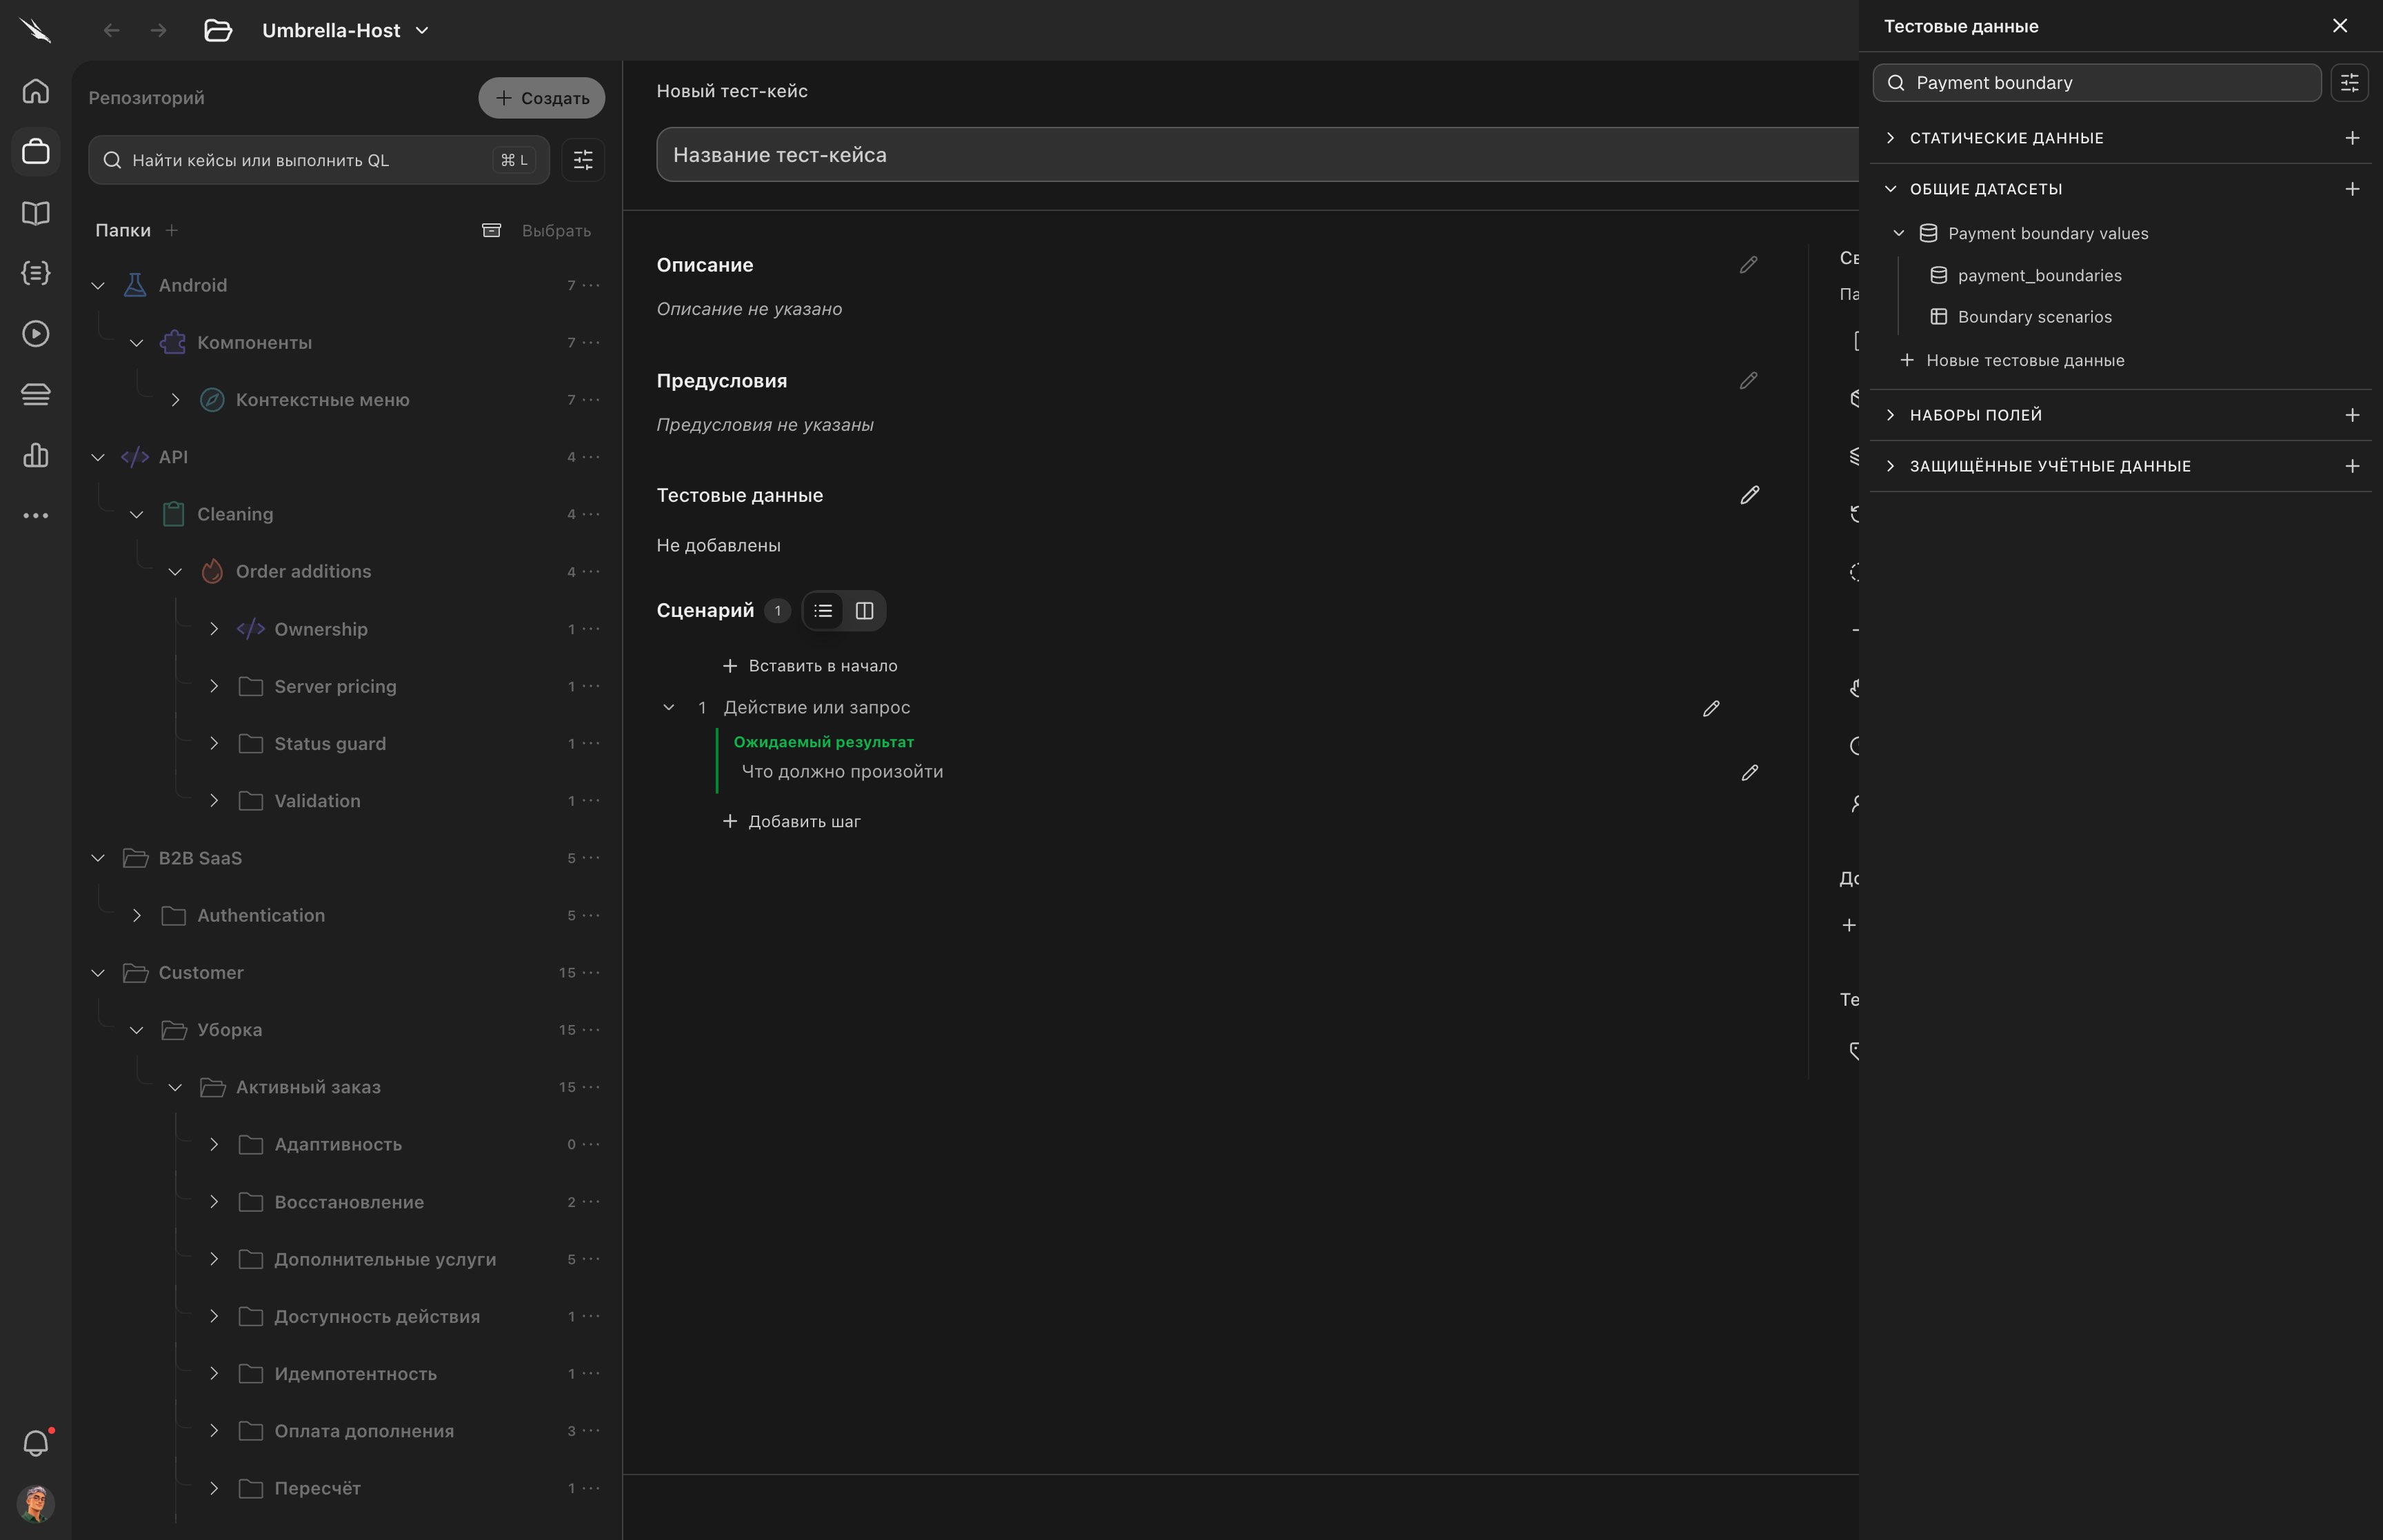 Umbrella-Host
Репозиторий
Создать
Найти кейсы или выполнить QL
⌘ L
Папки
Выбрать
Android 7
Компоненты 7
Контекстные меню 7
API 4
Cleaning 4
Order additions 4
Ownership 1
Server pricing 1
Status guard 1
Validation 1
B2B SaaS 5
Authentication 5
Customer 15
Уборка 15
Активный заказ 15
Адаптивность 0
Восстановление 2
Дополнительные услуги 5
Доступность действия 1
Идемпотентность 1
Оплата дополнения 3
Пересчёт 1
Новый тест-кейс
Название тест-кейса
Описание
Описание не указано
Предусловия
Предусловия не указаны
Тестовые данные
Не добавлены
Сценарий 1
Вставить в начало
1 Действие или запрос
Ожидаемый результат
Что должно произойти
Добавить шаг
Св
Па
До
Те
Тестовые данные
Payment boundary
СТАТИЧЕСКИЕ ДАННЫЕ
ОБЩИЕ ДАТАСЕТЫ
Payment boundary values
payment_boundaries
Boundary scenarios
Новые тестовые данные
НАБОРЫ ПОЛЕЙ
ЗАЩИЩЁННЫЕ УЧЁТНЫЕ ДАННЫЕ